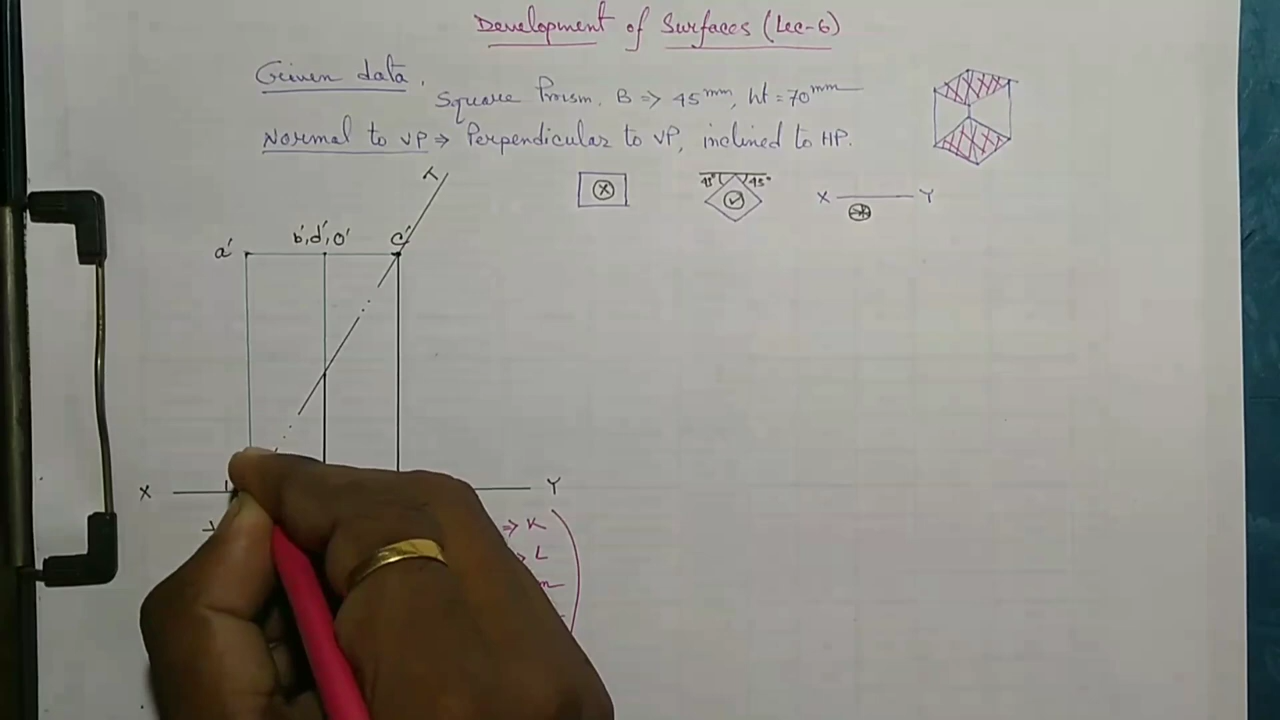 Development of Surfaces (Lec-6)
Given data,
Square Prism. B => 45mm, ht = 70mm
Normal to VP => Perpendicular to VP, inclined to HP.
45° 45°
X Y
T
a' b',d',o' c'
X Y
=> K
L
m